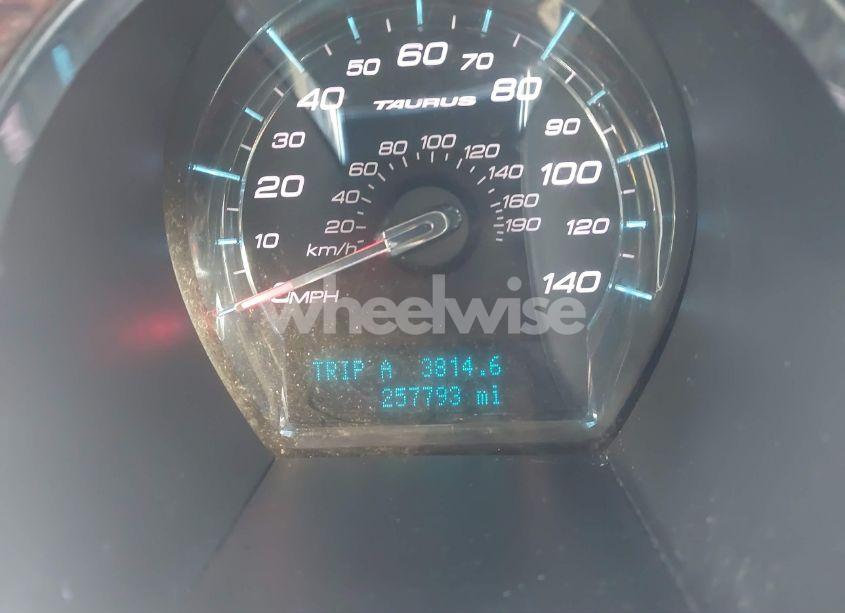 60
50 70
40 TAURUS 80
30 80 100 120 90
60 140
20 40 160 100
10 20 190 120
km/h
0 MPH 140
wheelwise
TRIP A 3814.6
257793 mi